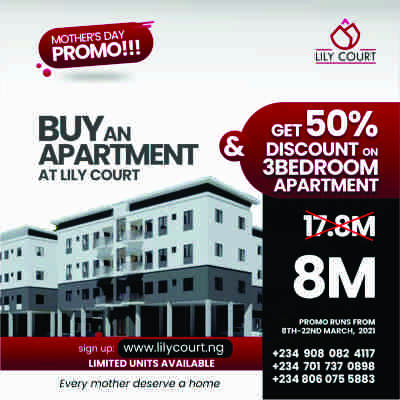 MOTHER'S DAY
PROMO!!!
LILY COURT
BUY AN
APARTMENT
AT LILY COURT
&
GET 50%
DISCOUNT ON
3BEDROOM
APARTMENT
17.8M
8M
PROMO RUNS FROM
8TH-22ND MARCH, 2021
sign up: www.lilycourt.ng
LIMITED UNITS AVAILABLE
Every mother deserve a home
+234 908 082 4117
+234 701 737 0898
+234 806 075 5883